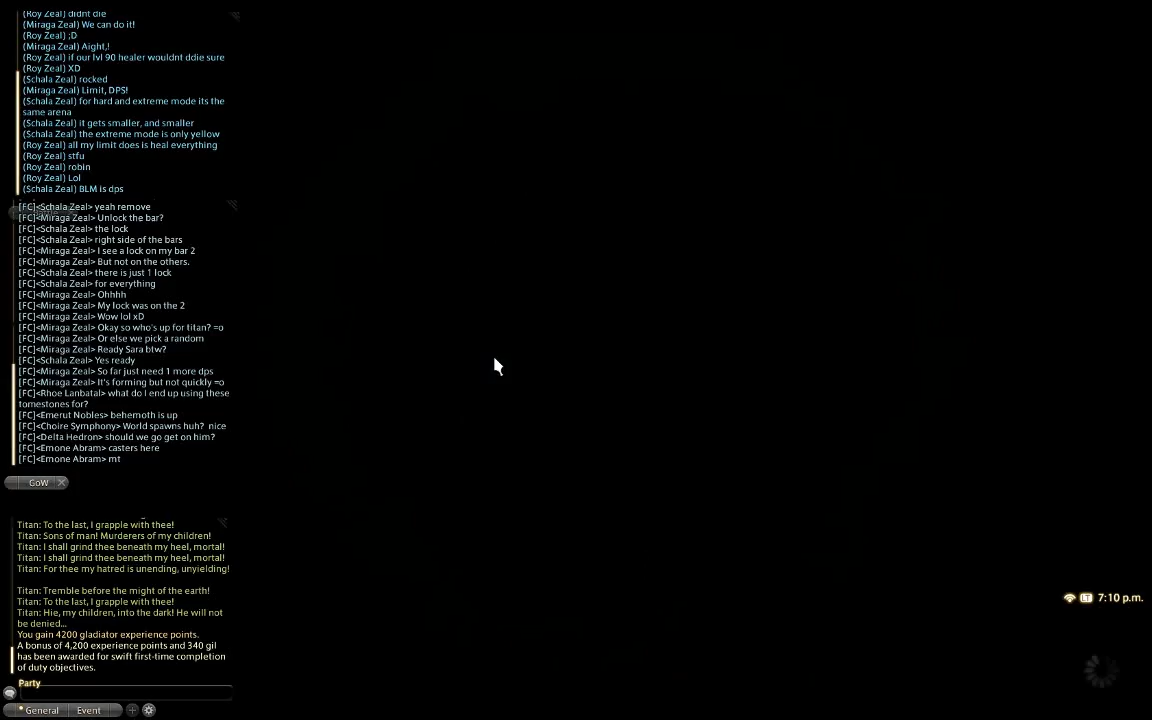 (Roy Zeal) didnt die
(Miraga Zeal) We can do it!
(Roy Zeal) ;D
(Miraga Zeal) Aight,!
(Roy Zeal) if our lvl 90 healer wouldnt ddie sure
(Roy Zeal) XD
(Schala Zeal) rocked
(Miraga Zeal) Limit, DPS!
(Schala Zeal) for hard and extreme mode its the
same arena
(Schala Zeal) it gets smaller, and smaller
(Schala Zeal) the extreme mode is only yellow
(Roy Zeal) all my limit does is heal everything
(Roy Zeal) stfu
(Roy Zeal) robin
(Roy Zeal) Lol
(Schala Zeal) BLM is dps
[FC]<Schala Zeal> yeah remove
[FC]<Miraga Zeal> Unlock the bar?
[FC]<Schala Zeal> the lock
[FC]<Schala Zeal> right side of the bars
[FC]<Miraga Zeal> I see a lock on my bar 2
[FC]<Miraga Zeal> But not on the others.
[FC]<Schala Zeal> there is just 1 lock
[FC]<Schala Zeal> for everything
[FC]<Miraga Zeal> Ohhhh
[FC]<Miraga Zeal> My lock was on the 2
[FC]<Miraga Zeal> Wow lol xD
[FC]<Miraga Zeal> Okay so who's up for titan? =o
[FC]<Miraga Zeal> Or else we pick a random
[FC]<Miraga Zeal> Ready Sara btw?
[FC]<Schala Zeal> Yes ready
[FC]<Miraga Zeal> So far just need 1 more dps
[FC]<Miraga Zeal> It's forming but not quickly =o
[FC]<Rhoe Lanbatal> what do I end up using these
tomestones for?
[FC]<Emerut Nobles> behemoth is up
[FC]<Choire Symphony> World spawns huh?  nice
[FC]<Delta Hedron> should we go get on him?
[FC]<Emone Abram> casters here
[FC]<Emone Abram> mt
GoW
Titan: To the last, I grapple with thee!
Titan: Sons of man! Murderers of my children!
Titan: I shall grind thee beneath my heel, mortal!
Titan: I shall grind thee beneath my heel, mortal!
Titan: For thee my hatred is unending, unyielding!
Titan: Tremble before the might of the earth!
Titan: To the last, I grapple with thee!
Titan: Hie, my children, into the dark! He will not
be denied...
You gain 4200 gladiator experience points.
A bonus of 4,200 experience points and 340 gil
has been awarded for swift first-time completion
of duty objectives.
Party
General Event
LT 7:10 p.m.